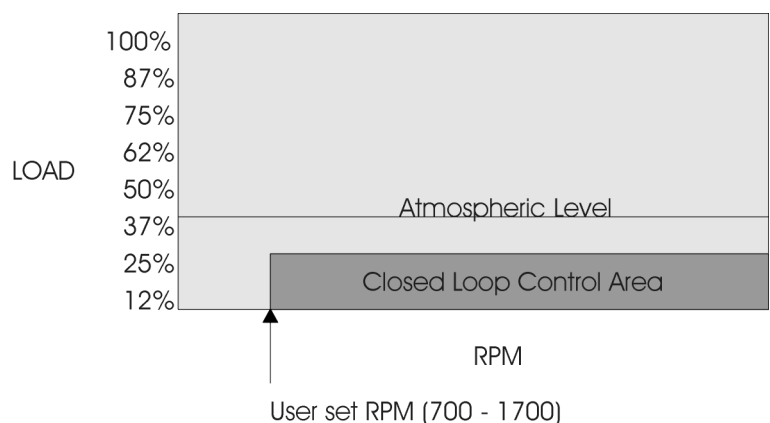 100%
87%
75%
62%
LOAD
50%
Atmospheric Level
37%
25%
Closed Loop Control Area
12%
RPM
User set RPM (700 - 1700)